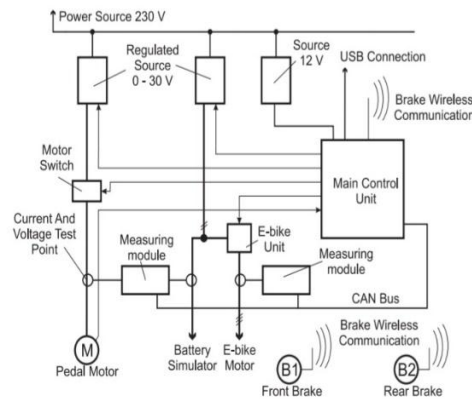 Power Source 230 V
Regulated
Source
0 - 30 V
Source
12 V
USB Connection
Brake Wireless
Communication
Motor
Switch
Main Control
Unit
Current And
Voltage Test
Point
Measuring
module
E-bike
Unit
Measuring
module
CAN Bus
M
Pedal Motor
Battery
Simulator
E-bike
Motor
Brake Wireless
Communication
B1
Front Brake
B2
Rear Brake